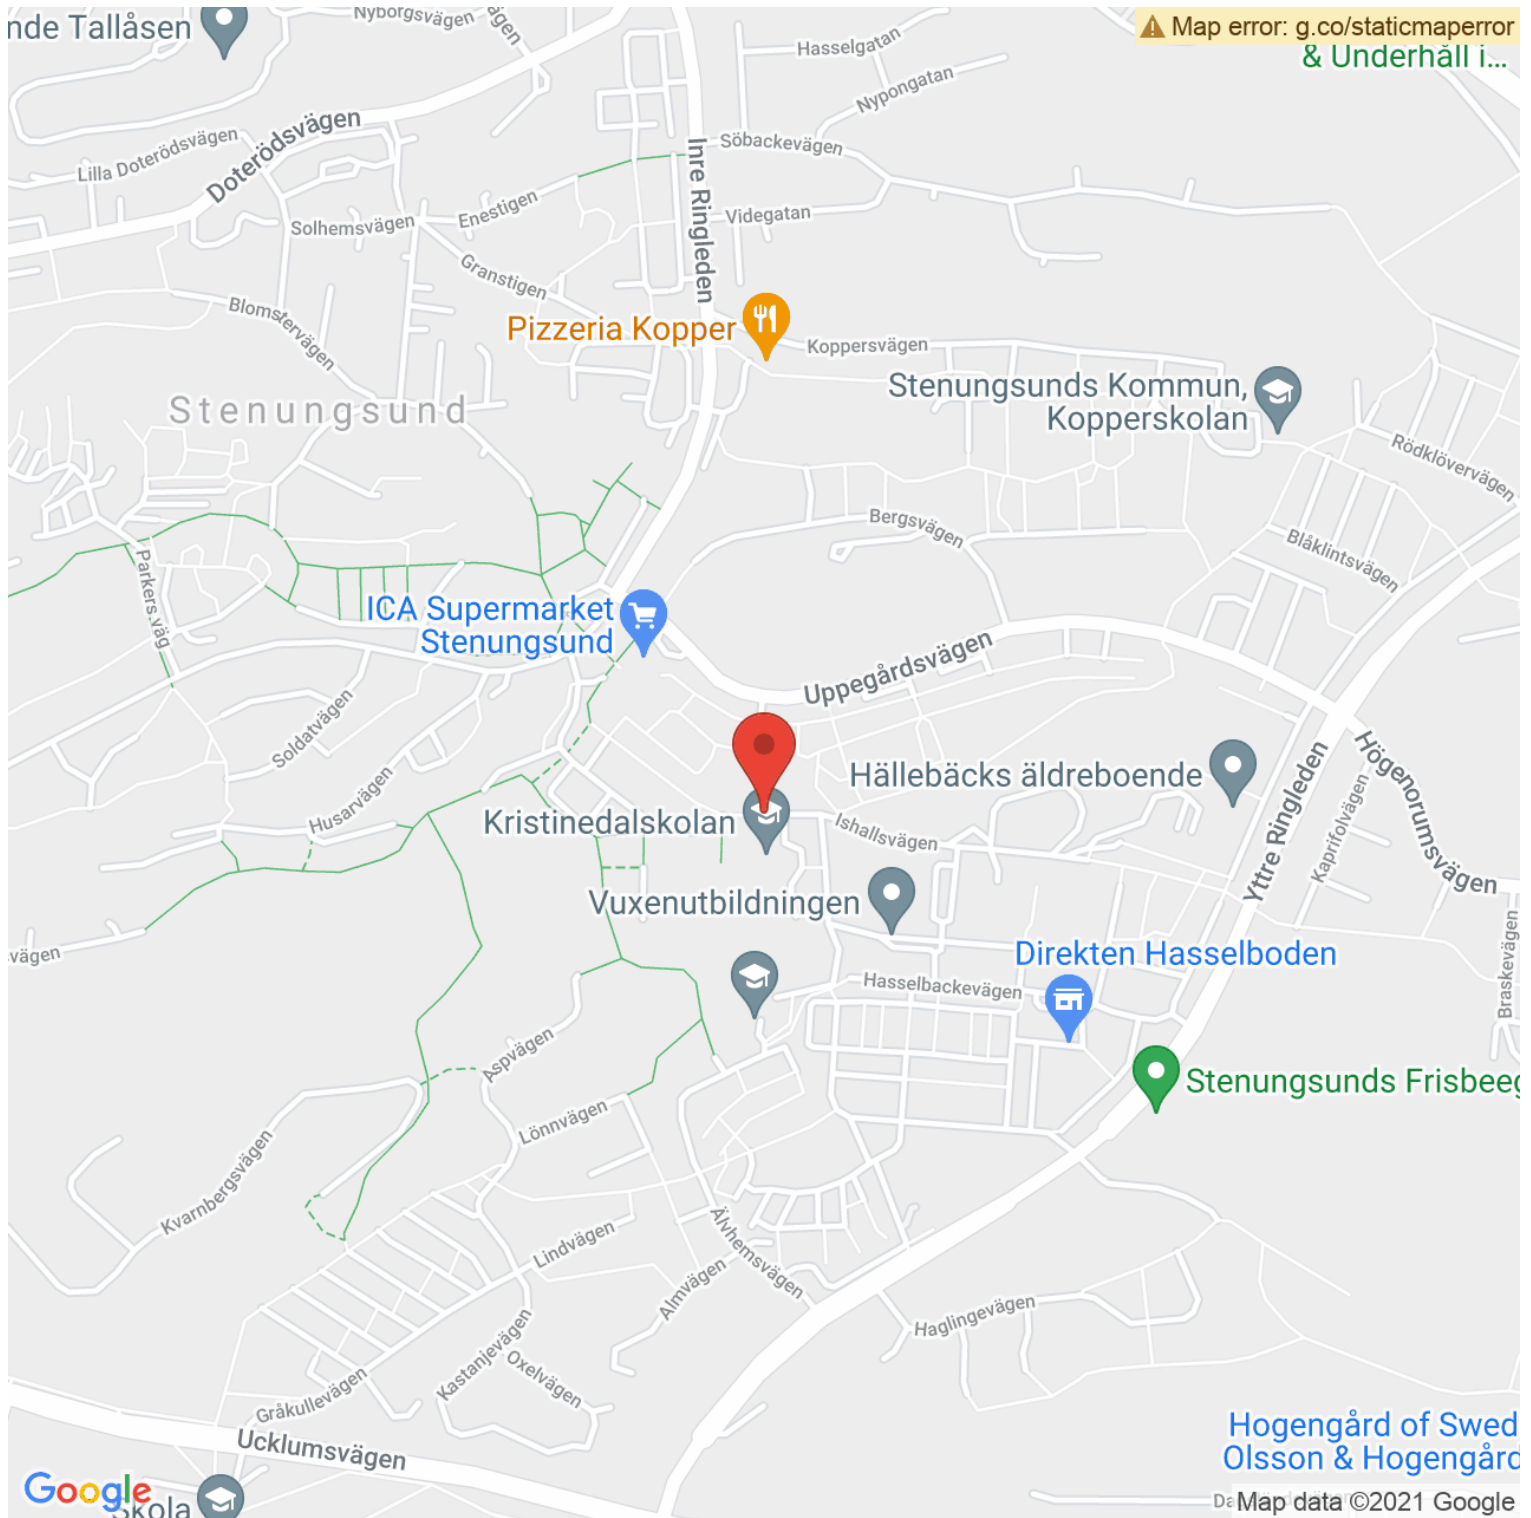 nde Tallåsen
Nyborgsvägen
Map error: g.co/staticmaperror
& Underhåll i...
Hasselgatan
Nypongatan
Doterödsvägen
Lilla Doterödsvägen
Söbackevägen
Inre Ringleden
Enestigen
Videgatan
Solhemsvägen
Granstigen
Blomstervägen
Pizzeria Kopper
Koppersvägen
Stenungsunds Kommun,
Kopperskolan
Stenungsund
Rödklövervägen
Bergsvägen
Blåklintsvägen
Parkers väg
ICA Supermarket
Stenungsund
Uppegårdsvägen
Soldatvägen
Husarvägen
Hällebäcks äldreboende
Högenorumsvägen
Yttre Ringleden
Kaprifolvägen
Kristinedalskolan
Ishallsvägen
Vuxenutbildningen
svägen
Direkten Hasselboden
Hasselbackevägen
Braskevägen
Aspvägen
Stenungsunds Frisbeeg
Lönnvägen
Kvarnbergsvägen
Lindvägen
Älvhemsvägen
Almvägen
Haglingevägen
Kastanjevägen
Oxelvägen
Gråkullevägen
Ucklumsvägen
Hogengård of Swed
Olsson & Hogengård
Google
Skola
Map data ©2021 Google